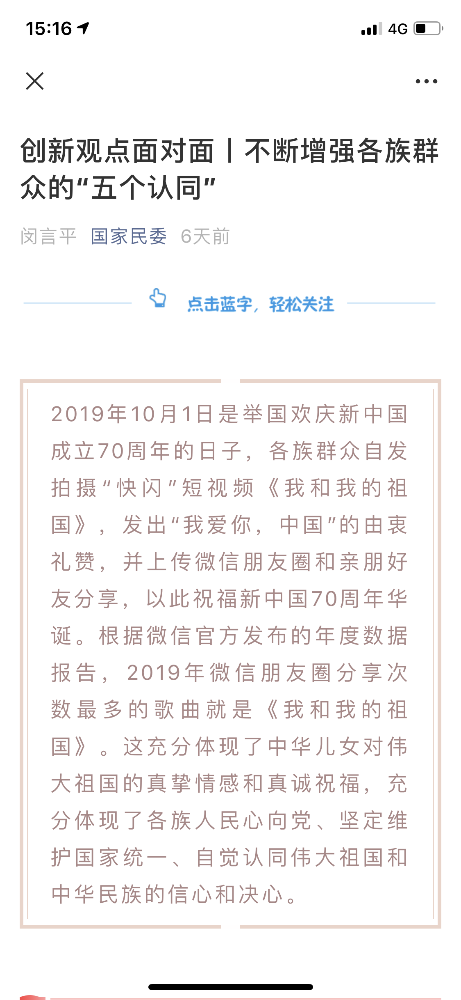 15:16
4G
创新观点面对面丨不断增强各族群
众的“五个认同”
闵言平 国家民委 6天前
点击蓝字，轻松关注
2019年10月1日是举国欢庆新中国
成立70周年的日子，各族群众自发
拍摄“快闪”短视频《我和我的祖
国》，发出“我爱你，中国”的由衷
礼赞，并上传微信朋友圈和亲朋好
友分享，以此祝福新中国70周年华
诞。根据微信官方发布的年度数据
报告，2019年微信朋友圈分享次
数最多的歌曲就是《我和我的祖
国》。这充分体现了中华儿女对伟
大祖国的真挚情感和真诚祝福，充
分体现了各族人民心向党、坚定维
护国家统一、自觉认同伟大祖国和
中华民族的信心和决心。